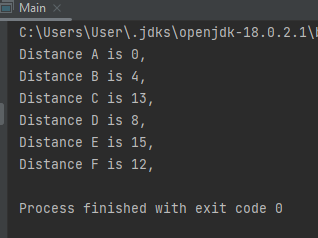 Main
C:\Users\User\.jdks\openjdk-18.0.2.1\
Distance A is 0,
Distance B is 4,
Distance C is 13,
Distance D is 8,
Distance E is 15,
Distance F is 12,
Process finished with exit code 0